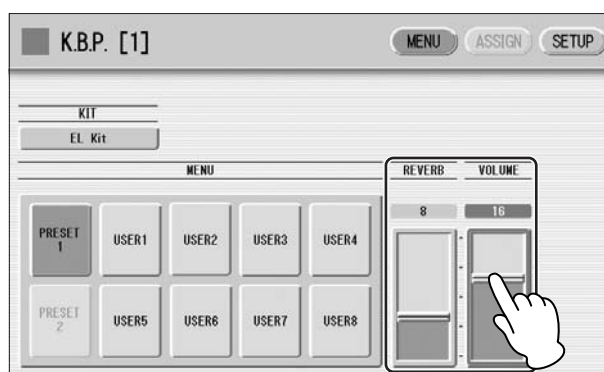 K.B.P. [1]
MENU
ASSIGN
SETUP
KIT
EL Kit
MENU
REVERB
VOLUME
8
16
PRESET
1
USER1
USER2
USER3
USER4
PRESET
2
USER5
USER6
USER7
USER8